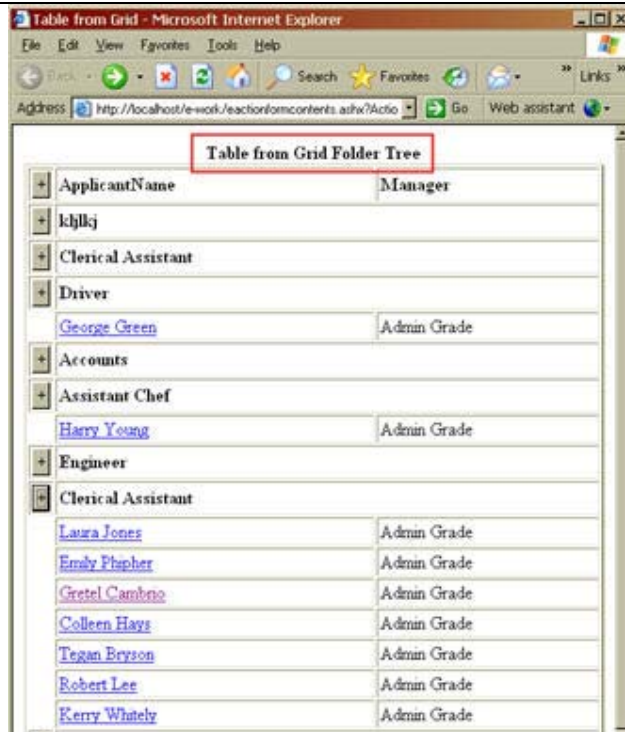 Table from Grid - Microsoft Internet Explorer
File Edit View Favorites Tools Help
Back Search Favorites Links
Address http://localhost/e-work/eactionformcontents.ashx?Actio Go Web assistant
Table from Grid Folder Tree
+ ApplicantName Manager
+ khlkj
+ Clerical Assistant
+ Driver
George Green Admin Grade
+ Accounts
+ Assistant Chef
Harry Young Admin Grade
+ Engineer
+ Clerical Assistant
Laura Jones Admin Grade
Emily Phipher Admin Grade
Gretel Cambrio Admin Grade
Colleen Hays Admin Grade
Tegan Bryson Admin Grade
Robert Lee Admin Grade
Kerry Whitely Admin Grade